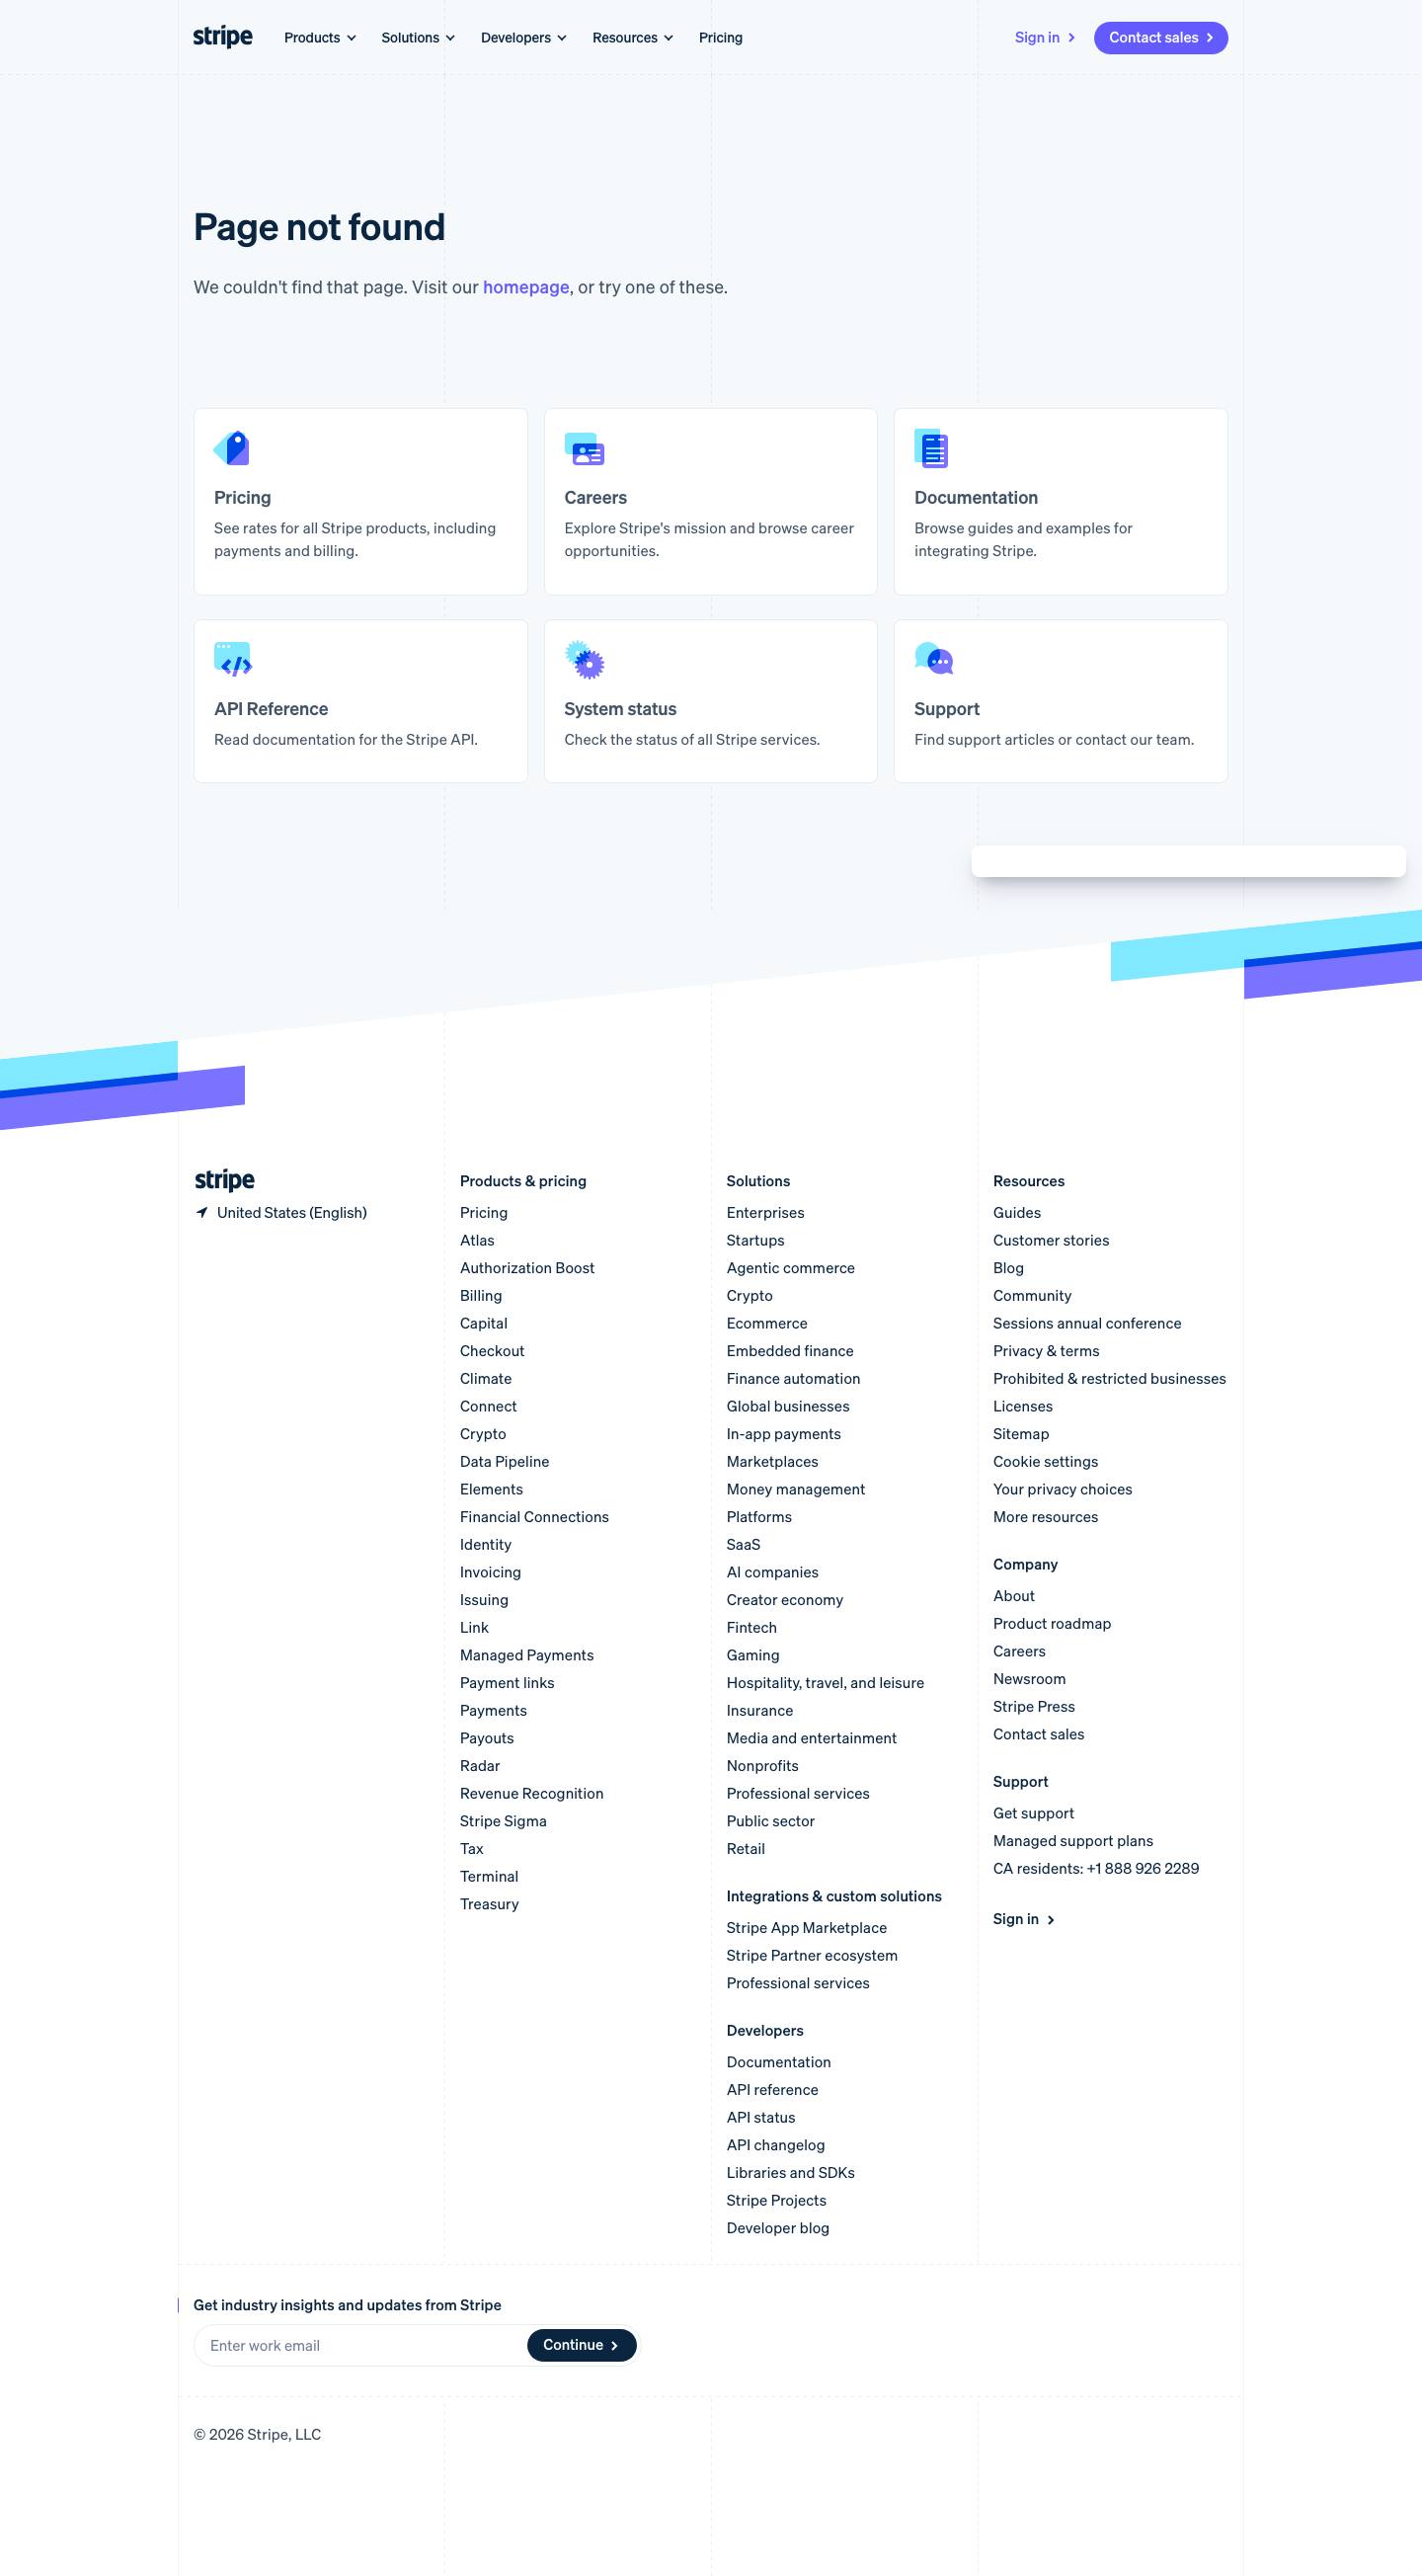 stripe
Products
Solutions
Developers
Resources
Pricing
Sign in
Contact sales
Page not found
We couldn't find that page. Visit our homepage, or try one of these.
Pricing
See rates for all Stripe products, including
payments and billing.
Careers
Explore Stripe's mission and browse career
opportunities.
Documentation
Browse guides and examples for
integrating Stripe.
API Reference
Read documentation for the Stripe API.
System status
Check the status of all Stripe services.
Support
Find support articles or contact our team.
stripe
United States (English)
Products & pricing
Pricing
Atlas
Authorization Boost
Billing
Capital
Checkout
Climate
Connect
Crypto
Data Pipeline
Elements
Financial Connections
Identity
Invoicing
Issuing
Link
Managed Payments
Payment links
Payments
Payouts
Radar
Revenue Recognition
Stripe Sigma
Tax
Terminal
Treasury
Solutions
Enterprises
Startups
Agentic commerce
Crypto
Ecommerce
Embedded finance
Finance automation
Global businesses
In-app payments
Marketplaces
Money management
Platforms
SaaS
AI companies
Creator economy
Fintech
Gaming
Hospitality, travel, and leisure
Insurance
Media and entertainment
Nonprofits
Professional services
Public sector
Retail
Integrations & custom solutions
Stripe App Marketplace
Stripe Partner ecosystem
Professional services
Developers
Documentation
API reference
API status
API changelog
Libraries and SDKs
Stripe Projects
Developer blog
Resources
Guides
Customer stories
Blog
Community
Sessions annual conference
Privacy & terms
Prohibited & restricted businesses
Licenses
Sitemap
Cookie settings
Your privacy choices
More resources
Company
About
Product roadmap
Careers
Newsroom
Stripe Press
Contact sales
Support
Get support
Managed support plans
CA residents: +1 888 926 2289
Sign in
Get industry insights and updates from Stripe
Enter work email
Continue
© 2026 Stripe, LLC